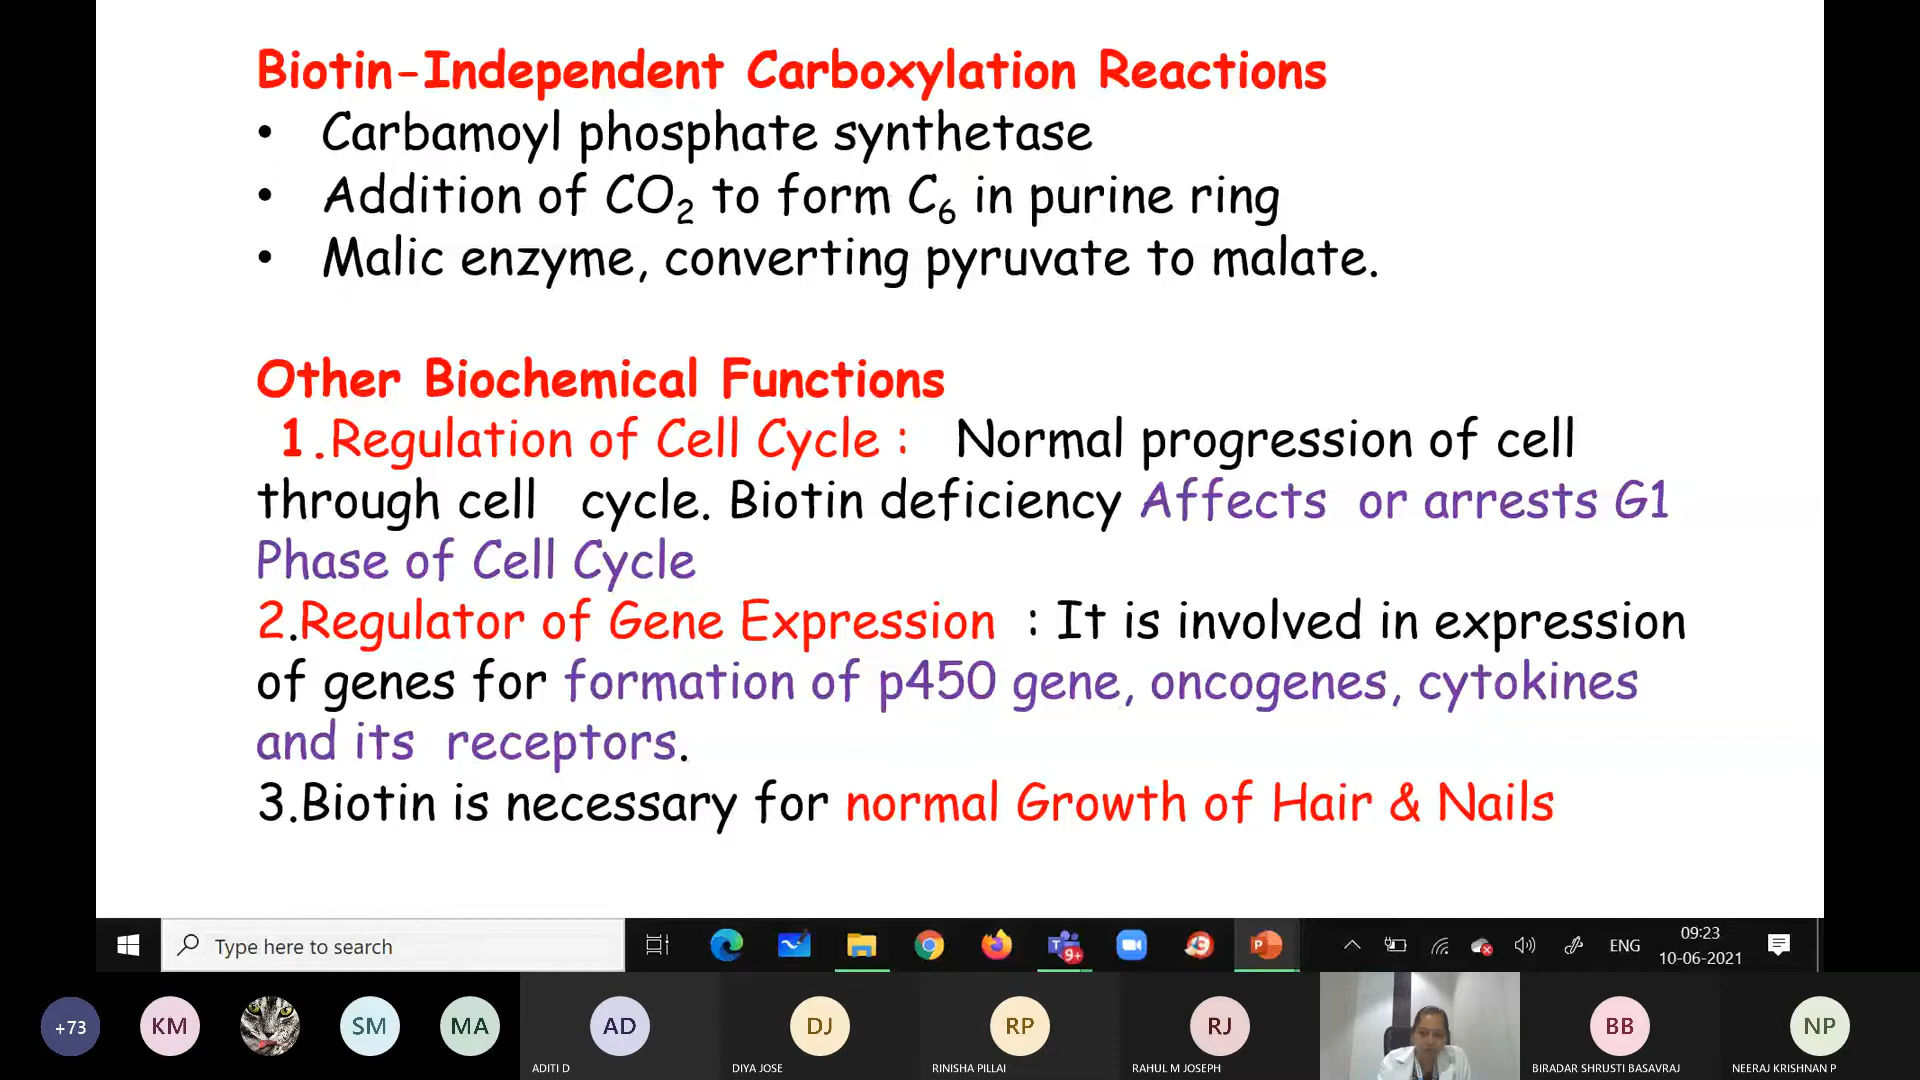 Biotin-Independent Carboxylation Reactions
• Carbamoyl phosphate synthetase
• Addition of CO₂ to form C₆ in purine ring
• Malic enzyme, converting pyruvate to malate.
Other Biochemical Functions
1.Regulation of Cell Cycle : Normal progression of cell
through cell cycle. Biotin deficiency Affects or arrests G1
Phase of Cell Cycle
2.Regulator of Gene Expression : It is involved in expression
of genes for formation of p450 gene, oncogenes, cytokines
and its receptors.
3.Biotin is necessary for normal Growth of Hair & Nails
Type here to search
9+
ENG
09:23
10-06-2021
+73
KM
SM
MA
AD
DJ
RP
RJ
BB
NP
ADITI D
DIYA JOSE
RINISHA PILLAI
RAHUL M JOSEPH
BIRADAR SHRUSTI BASAVRAJ
NEERAJ KRISHNAN P